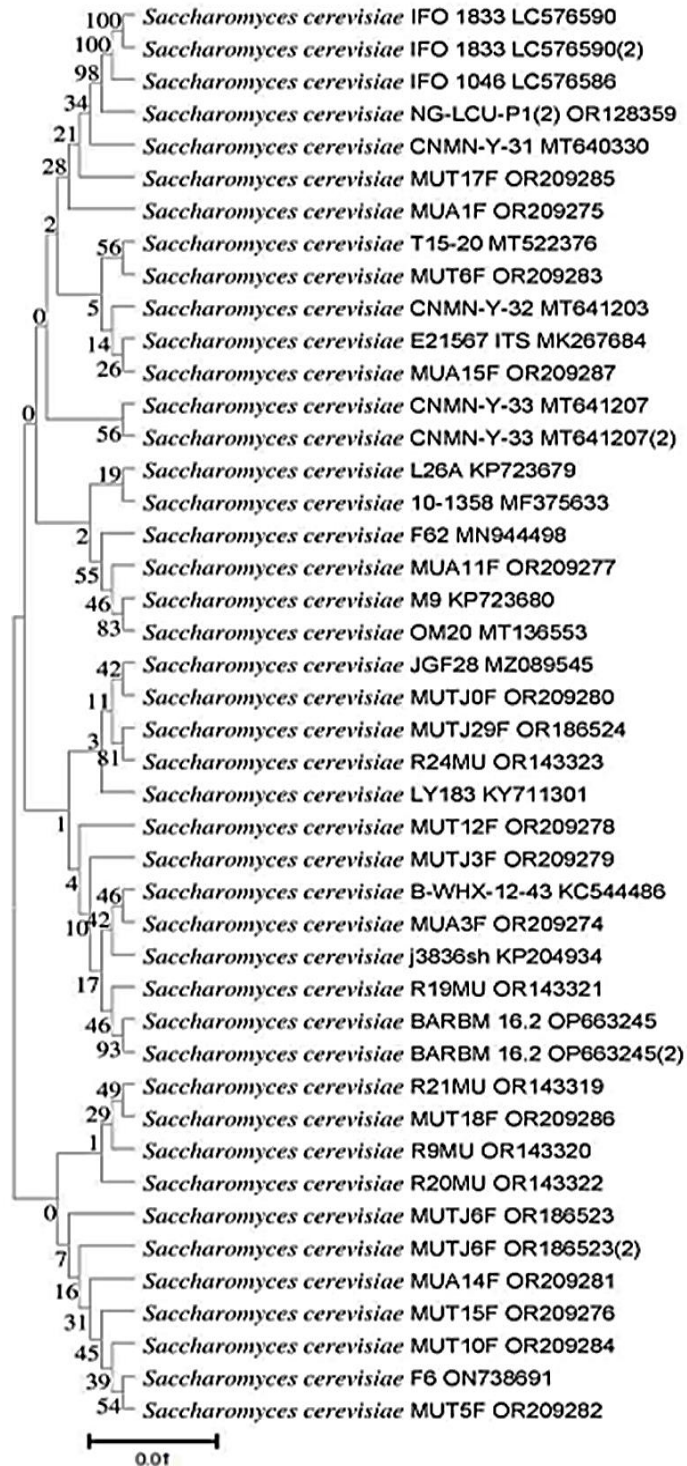 100 Saccharomyces cerevisiae IFO 1833 LC576590
100 Saccharomyces cerevisiae IFO 1833 LC576590(2)
98 Saccharomyces cerevisiae IFO 1046 LC576586
34 Saccharomyces cerevisiae NG-LCU-P1(2) OR128359
21 Saccharomyces cerevisiae CNMN-Y-31 MT640330
28 Saccharomyces cerevisiae MUT17F OR209285
Saccharomyces cerevisiae MUA1F OR209275
2
56 Saccharomyces cerevisiae T15-20 MT522376
Saccharomyces cerevisiae MUT6F OR209283
0 5 Saccharomyces cerevisiae CNMN-Y-32 MT641203
14 Saccharomyces cerevisiae E21567 ITS MK267684
26 Saccharomyces cerevisiae MUA15F OR209287
0 Saccharomyces cerevisiae CNMN-Y-33 MT641207
56 Saccharomyces cerevisiae CNMN-Y-33 MT641207(2)
19 Saccharomyces cerevisiae L26A KP723679
Saccharomyces cerevisiae 10-1358 MF375633
2 Saccharomyces cerevisiae F62 MN944498
55 Saccharomyces cerevisiae MUA11F OR209277
46 Saccharomyces cerevisiae M9 KP723680
83 Saccharomyces cerevisiae OM20 MT136553
42 Saccharomyces cerevisiae JGF28 MZ089545
11 Saccharomyces cerevisiae MUTJ0F OR209280
3 Saccharomyces cerevisiae MUTJ29F OR186524
81 Saccharomyces cerevisiae R24MU OR143323
Saccharomyces cerevisiae LY183 KY711301
1 Saccharomyces cerevisiae MUT12F OR209278
Saccharomyces cerevisiae MUTJ3F OR209279
4 46 Saccharomyces cerevisiae B-WHX-12-43 KC544486
10 42 Saccharomyces cerevisiae MUA3F OR209274
Saccharomyces cerevisiae j3836sh KP204934
17 Saccharomyces cerevisiae R19MU OR143321
46 Saccharomyces cerevisiae BARBM 16.2 OP663245
93 Saccharomyces cerevisiae BARBM 16.2 OP663245(2)
49 Saccharomyces cerevisiae R21MU OR143319
29 Saccharomyces cerevisiae MUT18F OR209286
1 Saccharomyces cerevisiae R9MU OR143320
Saccharomyces cerevisiae R20MU OR143322
0 Saccharomyces cerevisiae MUTJ6F OR186523
7 Saccharomyces cerevisiae MUTJ6F OR186523(2)
16 Saccharomyces cerevisiae MUA14F OR209281
31 Saccharomyces cerevisiae MUT15F OR209276
45 Saccharomyces cerevisiae MUT10F OR209284
39 Saccharomyces cerevisiae F6 ON738691
54 Saccharomyces cerevisiae MUT5F OR209282
0.01